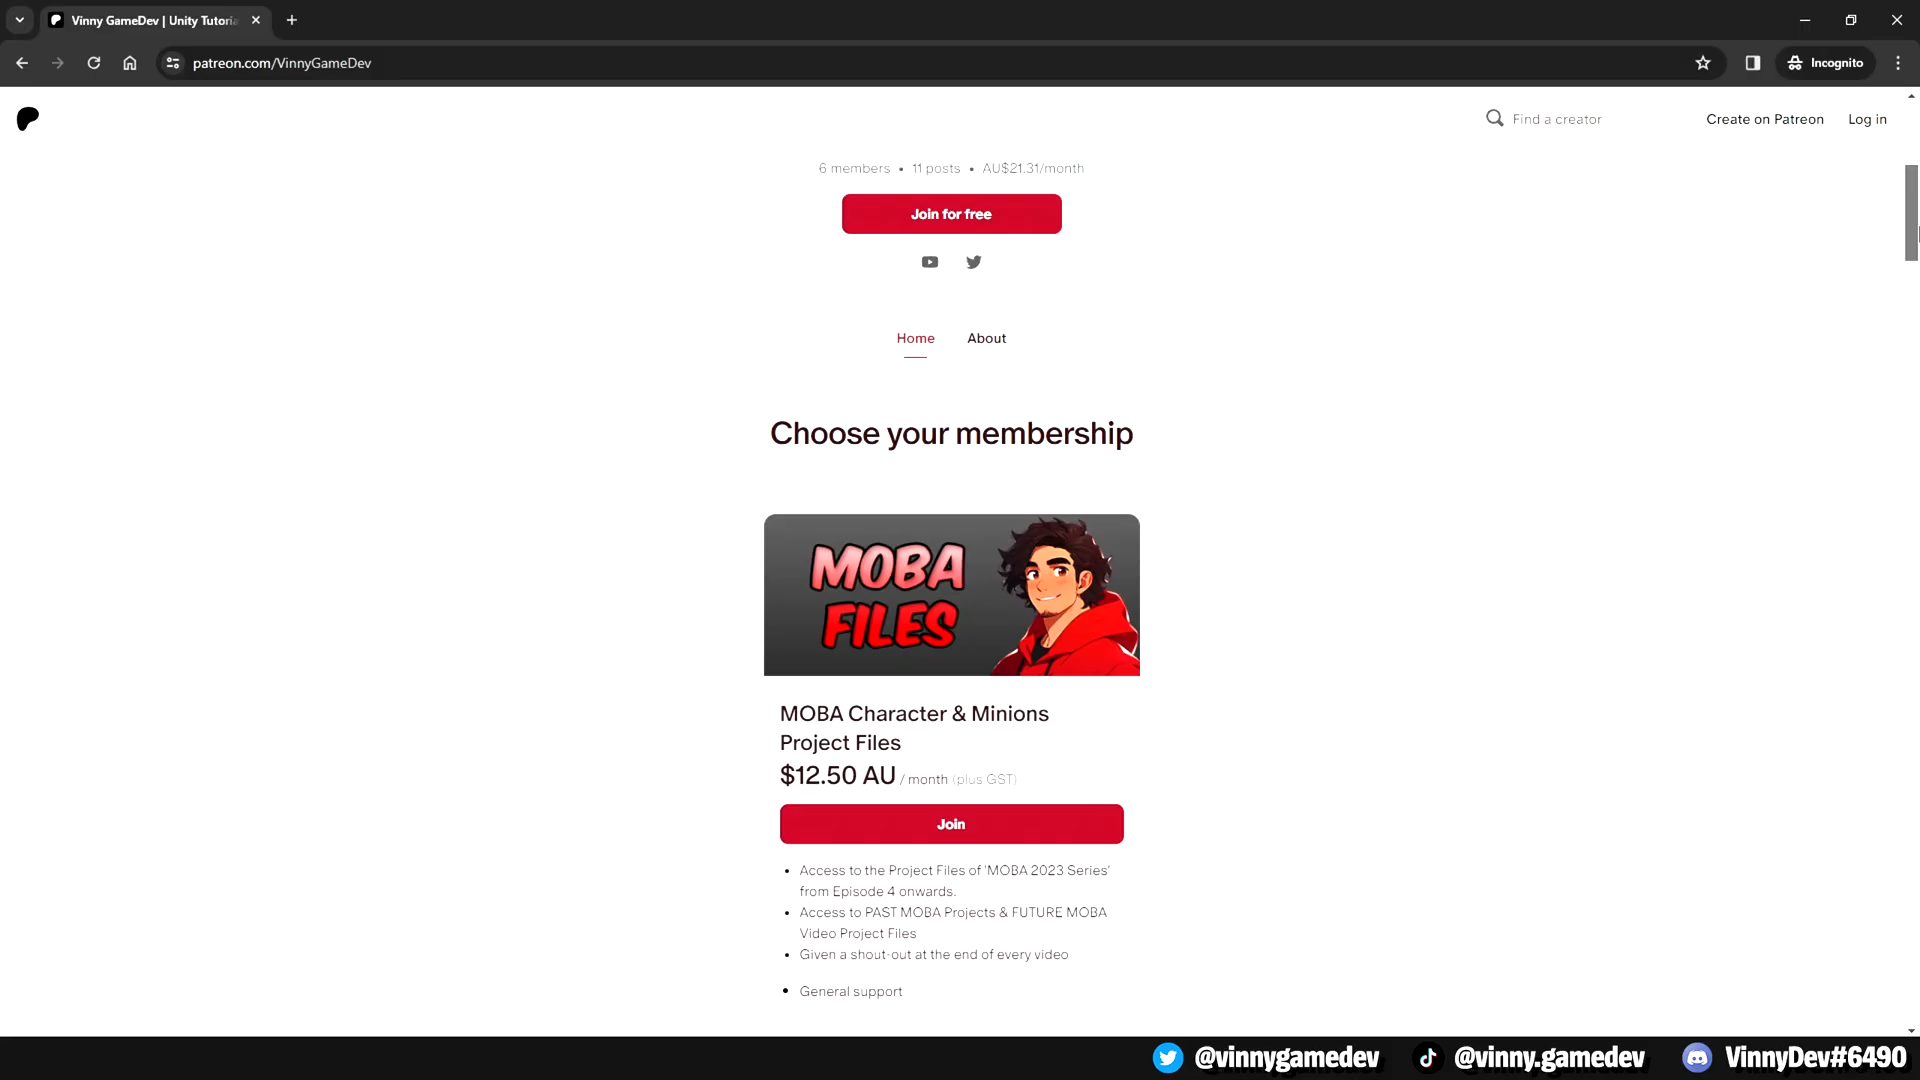 Vinny GameDev | Unity Tutoria
patreon.com/VinnyGameDev
Incognito
Find a creator
Create on Patreon
Log in
6 members • 11 posts • AU$21.31/month
Join for free
Home
About
Choose your membership
MOBA
FILES
MOBA Character & Minions
Project Files
$12.50 AU / month (plus GST)
Join
• Access to the Project Files of 'MOBA 2023 Series'
from Episode 4 onwards.
• Access to PAST MOBA Projects & FUTURE MOBA
Video Project Files
• Given a shout-out at the end of every video
• General support
@vinnygamedev
@vinny.gamedev
VinnyDev#6490